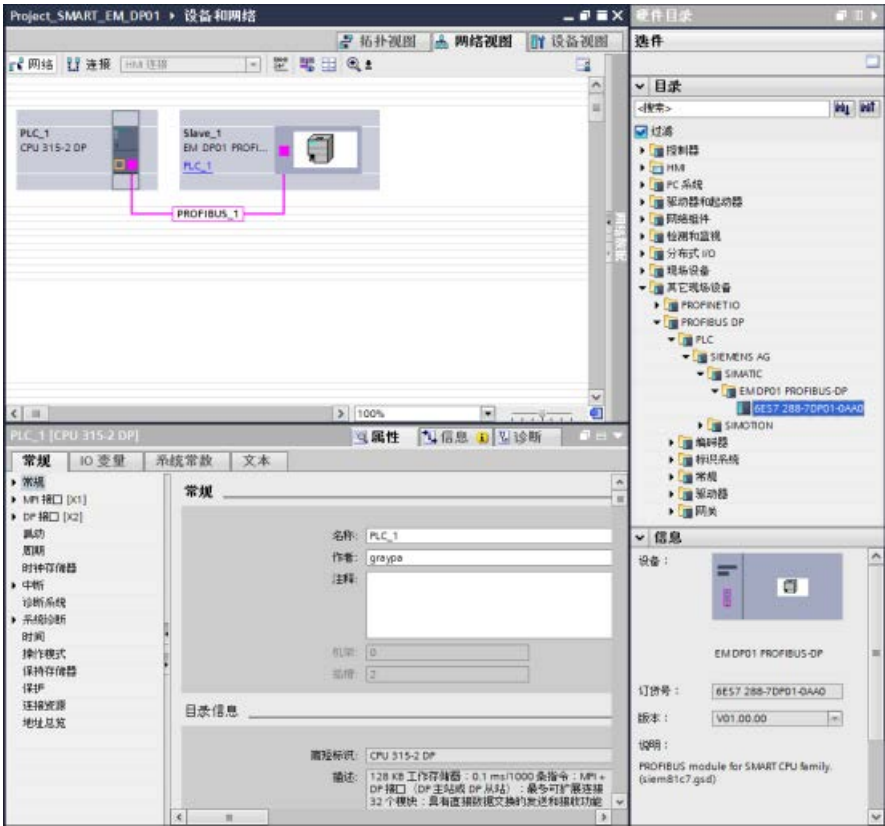 Project_SMART_EM_DP01 ▸ 设备和网络
拓扑视图 网络视图 设备视图
网络 连接 HMI 连接
PLC_1
CPU 315-2 DP
Slave_1
EM DP01 PROFI...
PLC_1
PROFIBUS_1
100%
PLC_1 [CPU 315-2 DP]
属性 信息 诊断
常规 IO 变量 系统常数 文本
常规
MPI 接口 [X1]
DP 接口 [X2]
启动
周期
时钟存储器
中断
诊断系统
系统诊断
时间
操作模式
保持存储器
保护
连接资源
地址总览
常规
名称: PLC_1
作者: graypa
注释:
机架: 0
插槽: 2
目录信息
简短标识: CPU 315-2 DP
描述: 128 KB 工作存储器；0.1 ms/1000 条指令；MPI +
DP 接口（DP 主站或 DP 从站）；最多可扩展连接
32 个模块；具有直接数据交换的发送和接收功能
硬件目录
选件
目录
<搜索>
过滤
控制器
HMI
PC 系统
驱动器和起动器
网络组件
检测和监视
分布式 I/O
现场设备
其它现场设备
PROFINET IO
PROFIBUS DP
PLC
SIEMENS AG
SIMATIC
EM DP01 PROFIBUS-DP
6ES7 288-7DP01-0AA0
SIMOTION
编码器
标识系统
常规
驱动器
网关
信息
设备：
EM DP01 PROFIBUS-DP
订货号： 6ES7 288-7DP01-0AA0
版本： V01.00.00
说明：
PROFIBUS module for SMART CPU family.
(siem81c7.gsd)